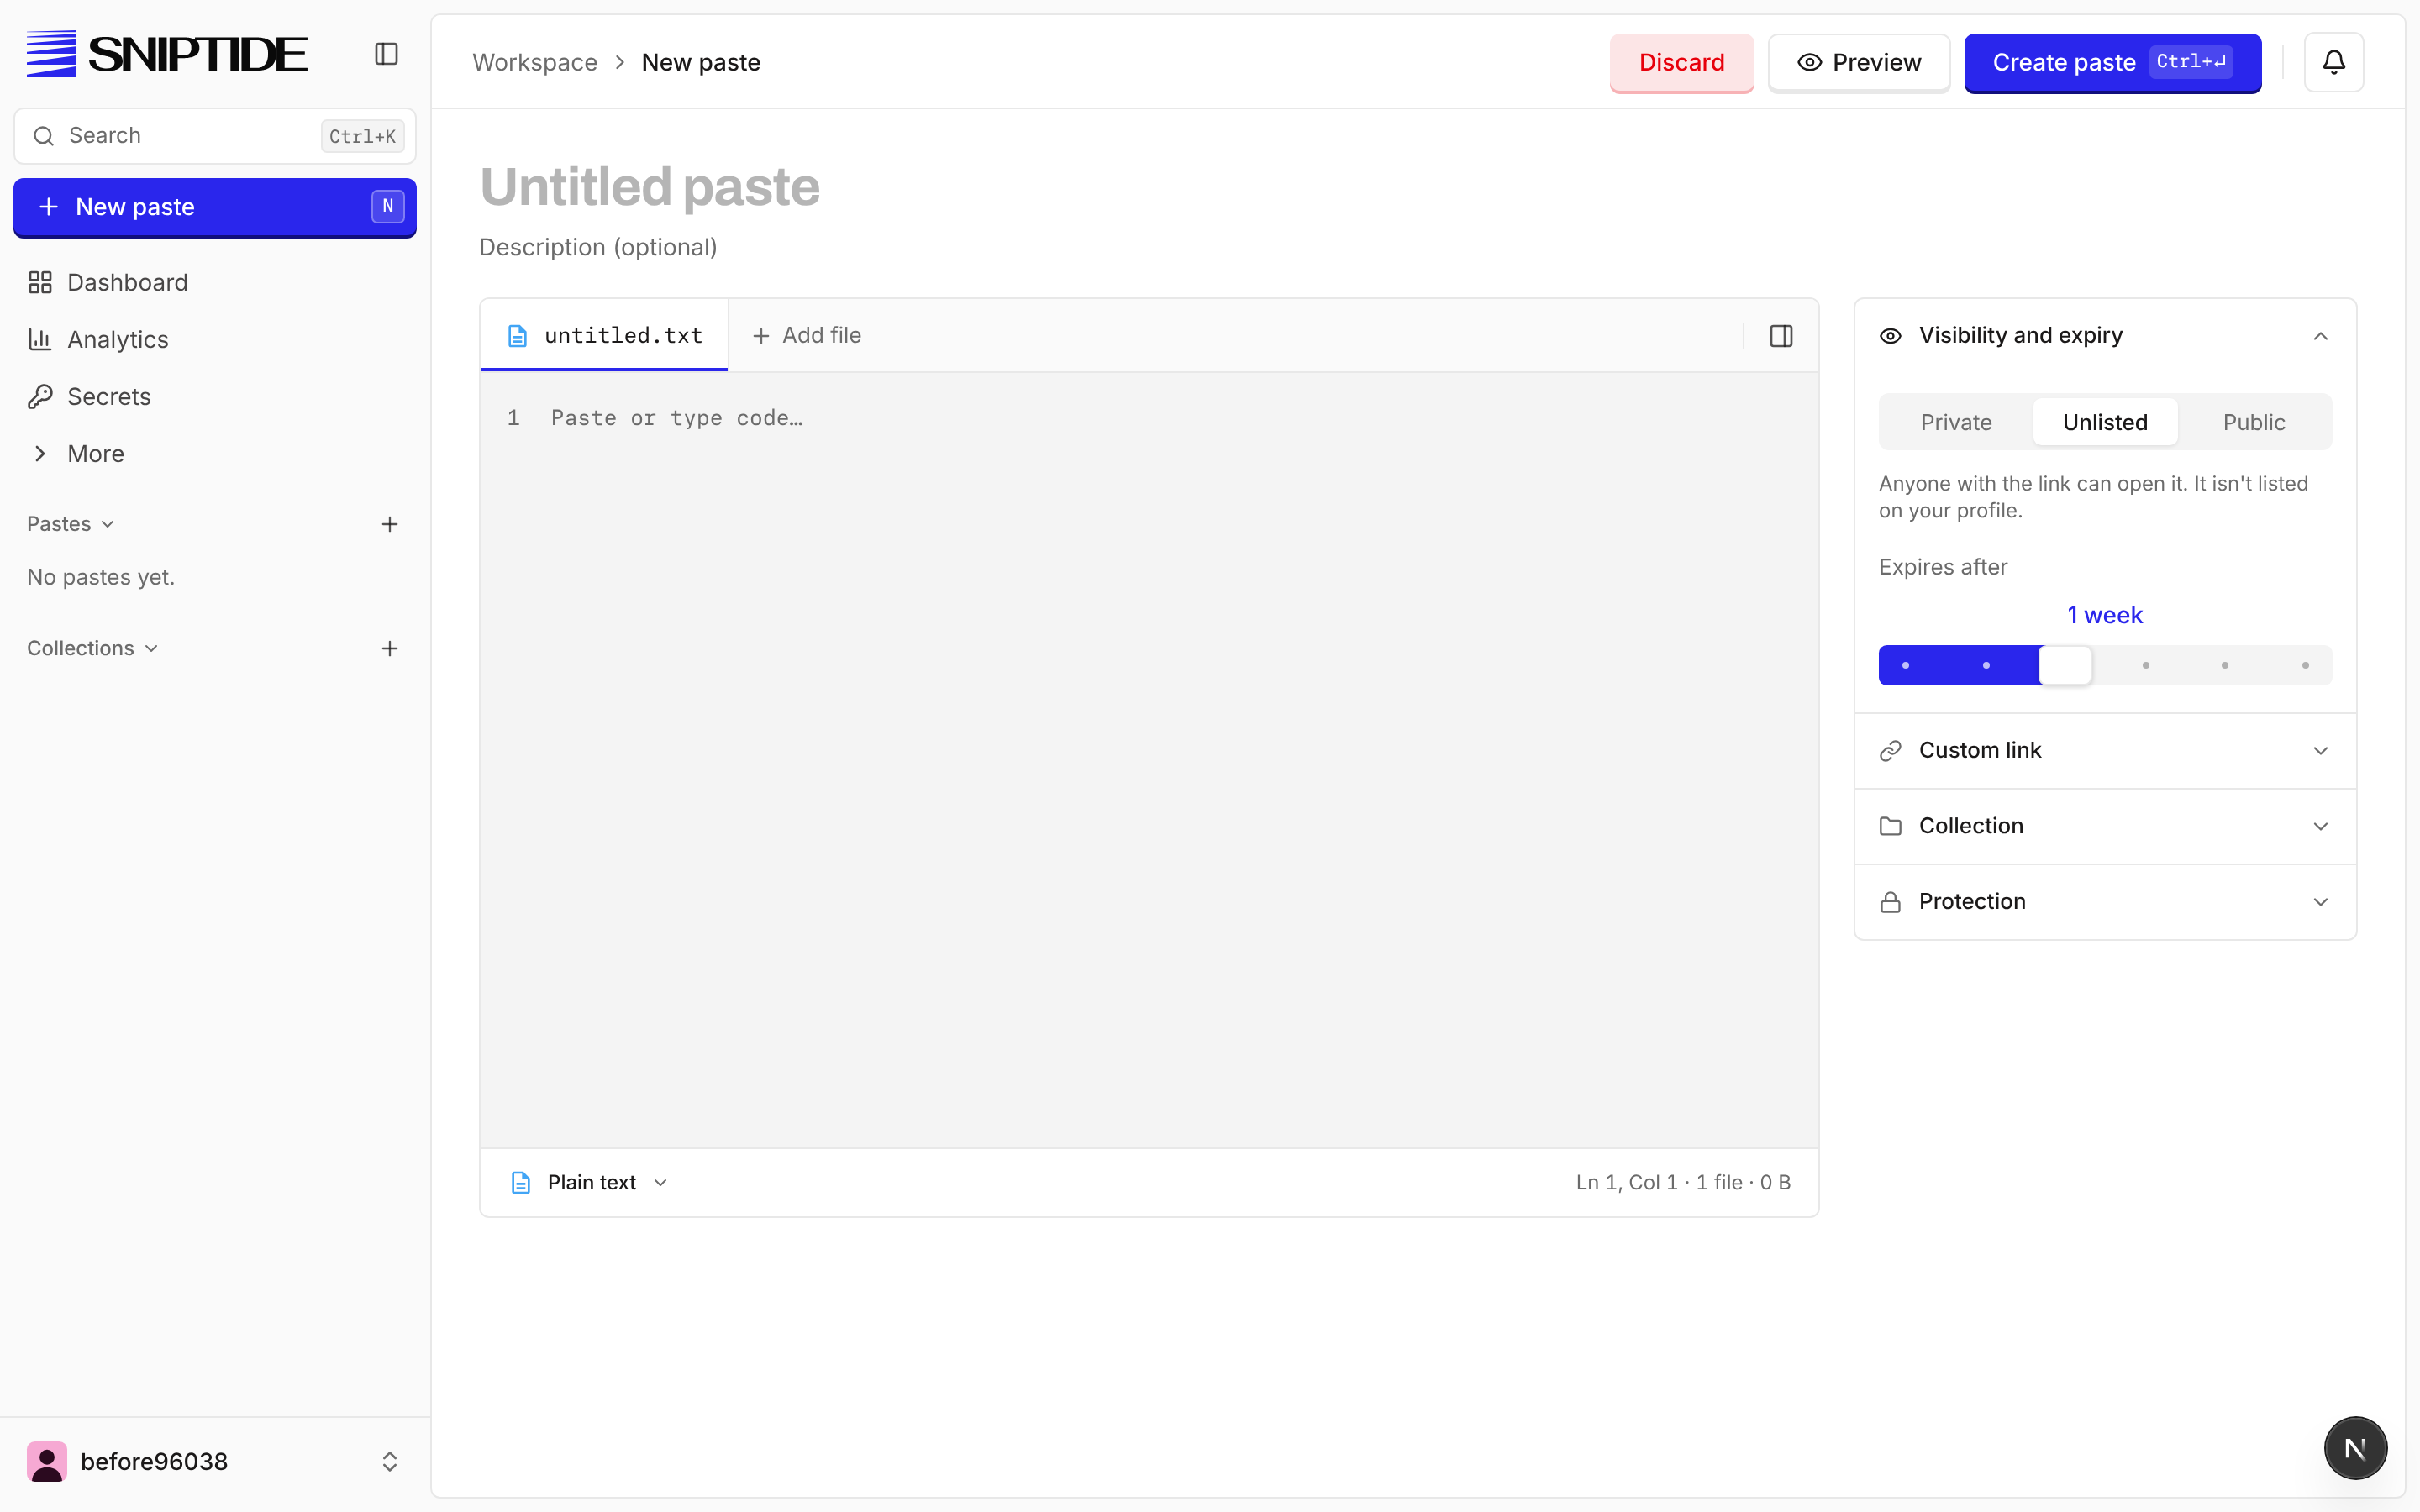 SNIPTIDE
Search Ctrl+K
New paste N
Dashboard
Analytics
Secrets
More
Pastes
No pastes yet.
Collections
before96038
Workspace > New paste
Discard
Preview
Create paste Ctrl+↵
Untitled paste
Description (optional)
untitled.txt
+ Add file
1 Paste or type code…
Plain text
Ln 1, Col 1 · 1 file · 0 B
Visibility and expiry
Private Unlisted Public
Anyone with the link can open it. It isn't listed
on your profile.
Expires after
1 week
Custom link
Collection
Protection
N